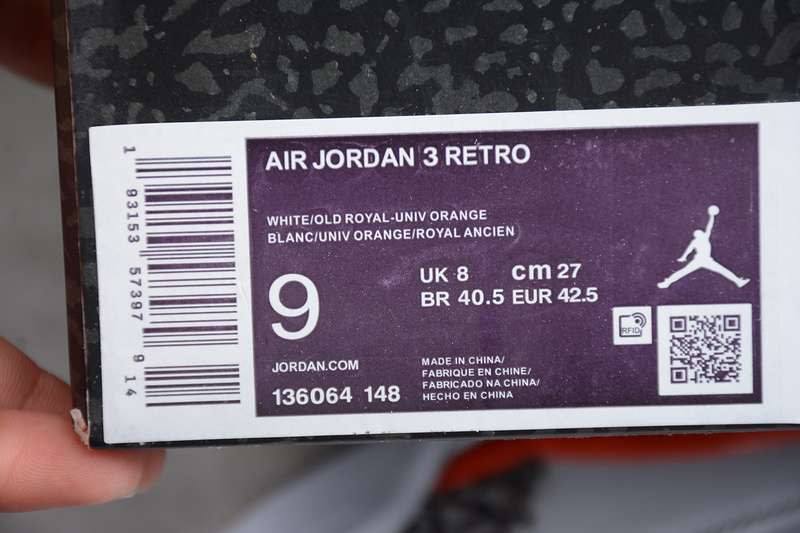 AIR JORDAN 3 RETRO
WHITE/OLD ROYAL-UNIV ORANGE
BLANC/UNIV ORANGE/ROYAL ANCIEN
9
UK 8 cm 27
BR 40.5 EUR 42.5
RFID
JORDAN.COM
136064 148
MADE IN CHINA/
FABRIQUE EN CHINE/
FABRICADO NA CHINA/
HECHO EN CHINA
1 93153 57397 9 14